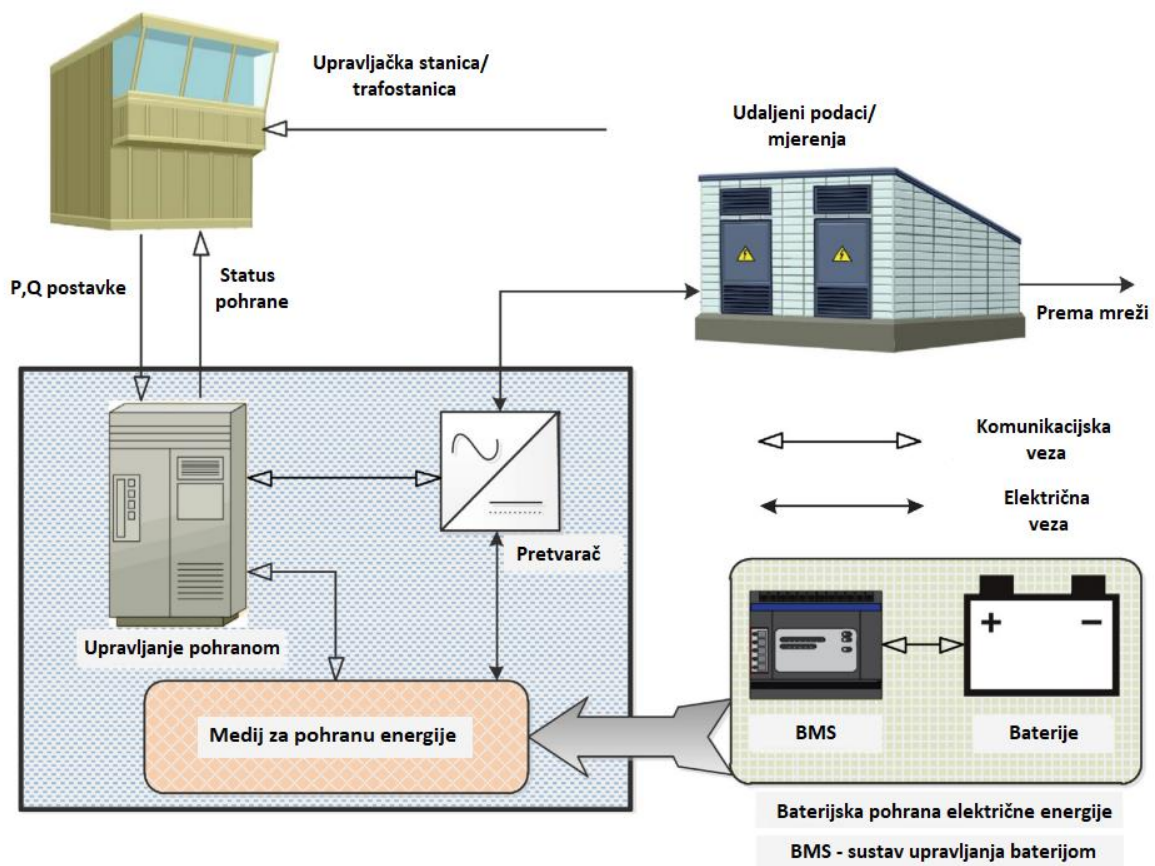 Upravljačka stanica/
trafostanica
Udaljeni podaci/
mjerenja
P,Q postavke
Status
pohrane
Prema mreži
Komunikacijska
veza
Električna
veza
Pretvarač
Upravljanje pohranom
Medij za pohranu energije
BMS
Baterije
Baterijska pohrana električne energije
BMS - sustav upravljanja baterijom